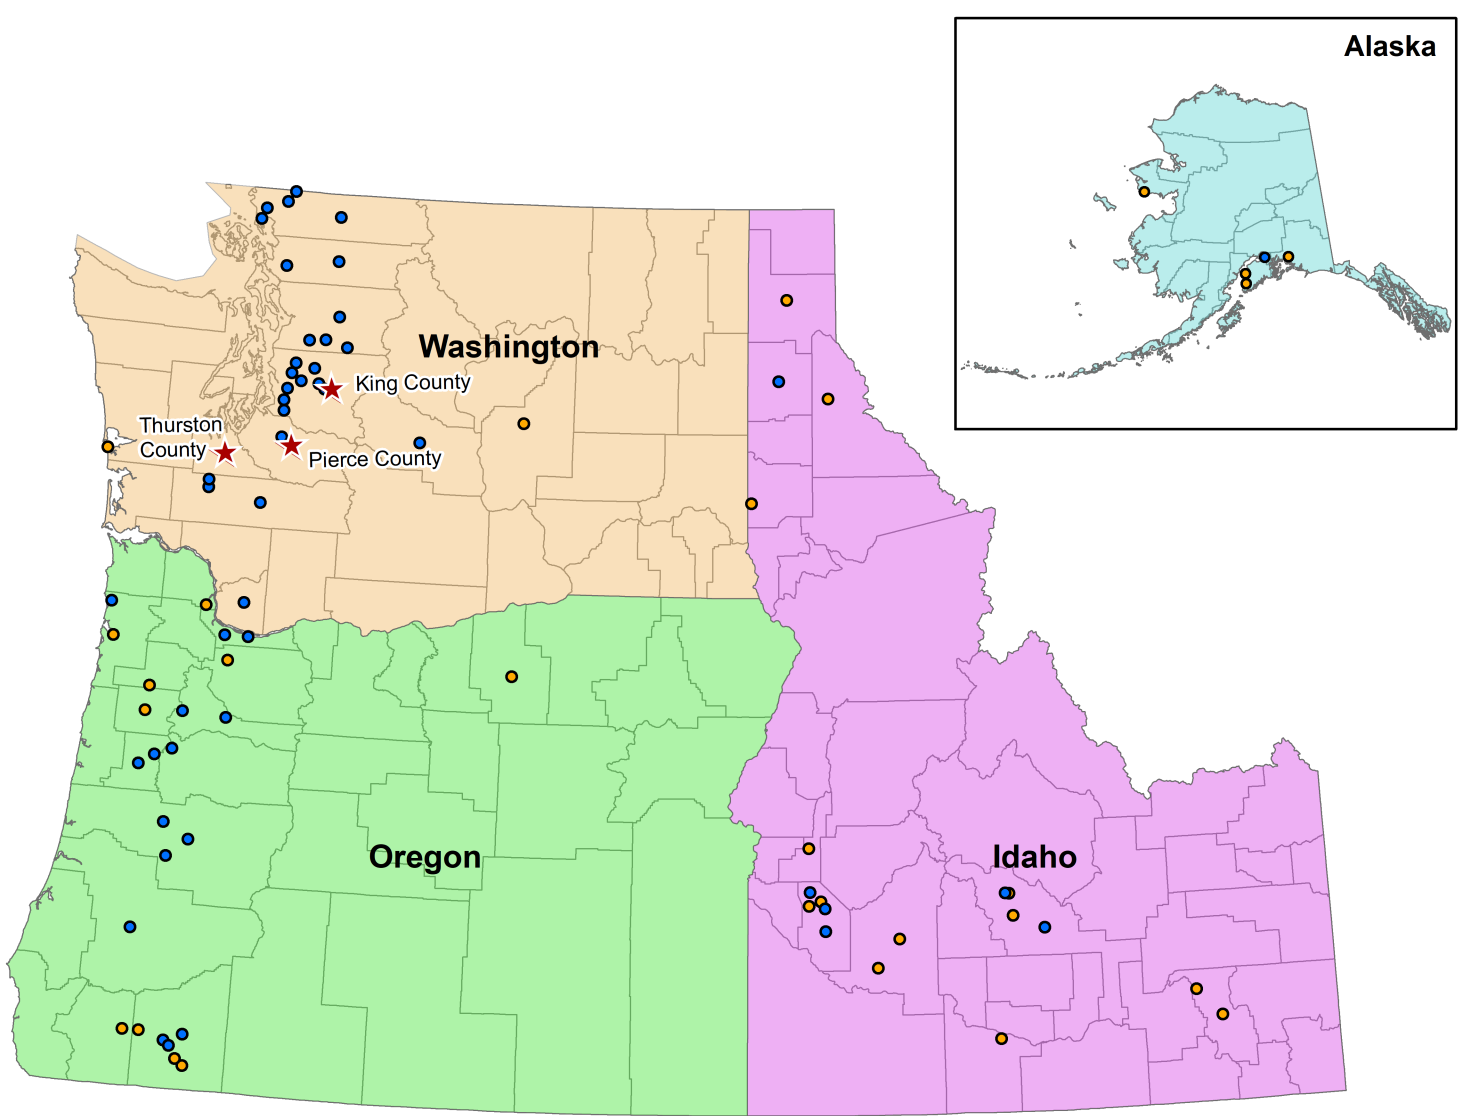 Alaska
Washington
King County
Thurston
County
Pierce County
Oregon
Idaho